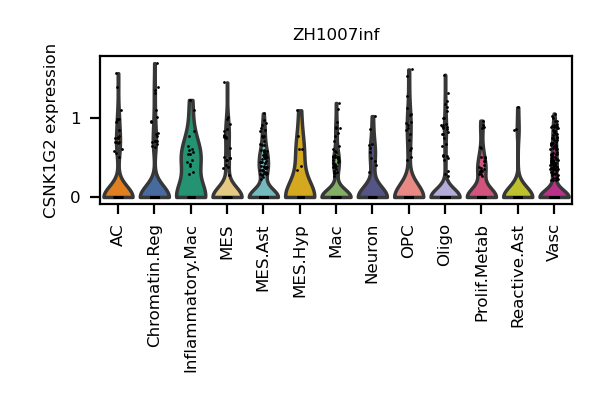 ZH1007inf
CSNK1G2 expression
1
0
AC
Chromatin.Reg
Inflammatory.Mac
MES
MES.Ast
MES.Hyp
Mac
Neuron
OPC
Oligo
Prolif.Metab
Reactive.Ast
Vasc